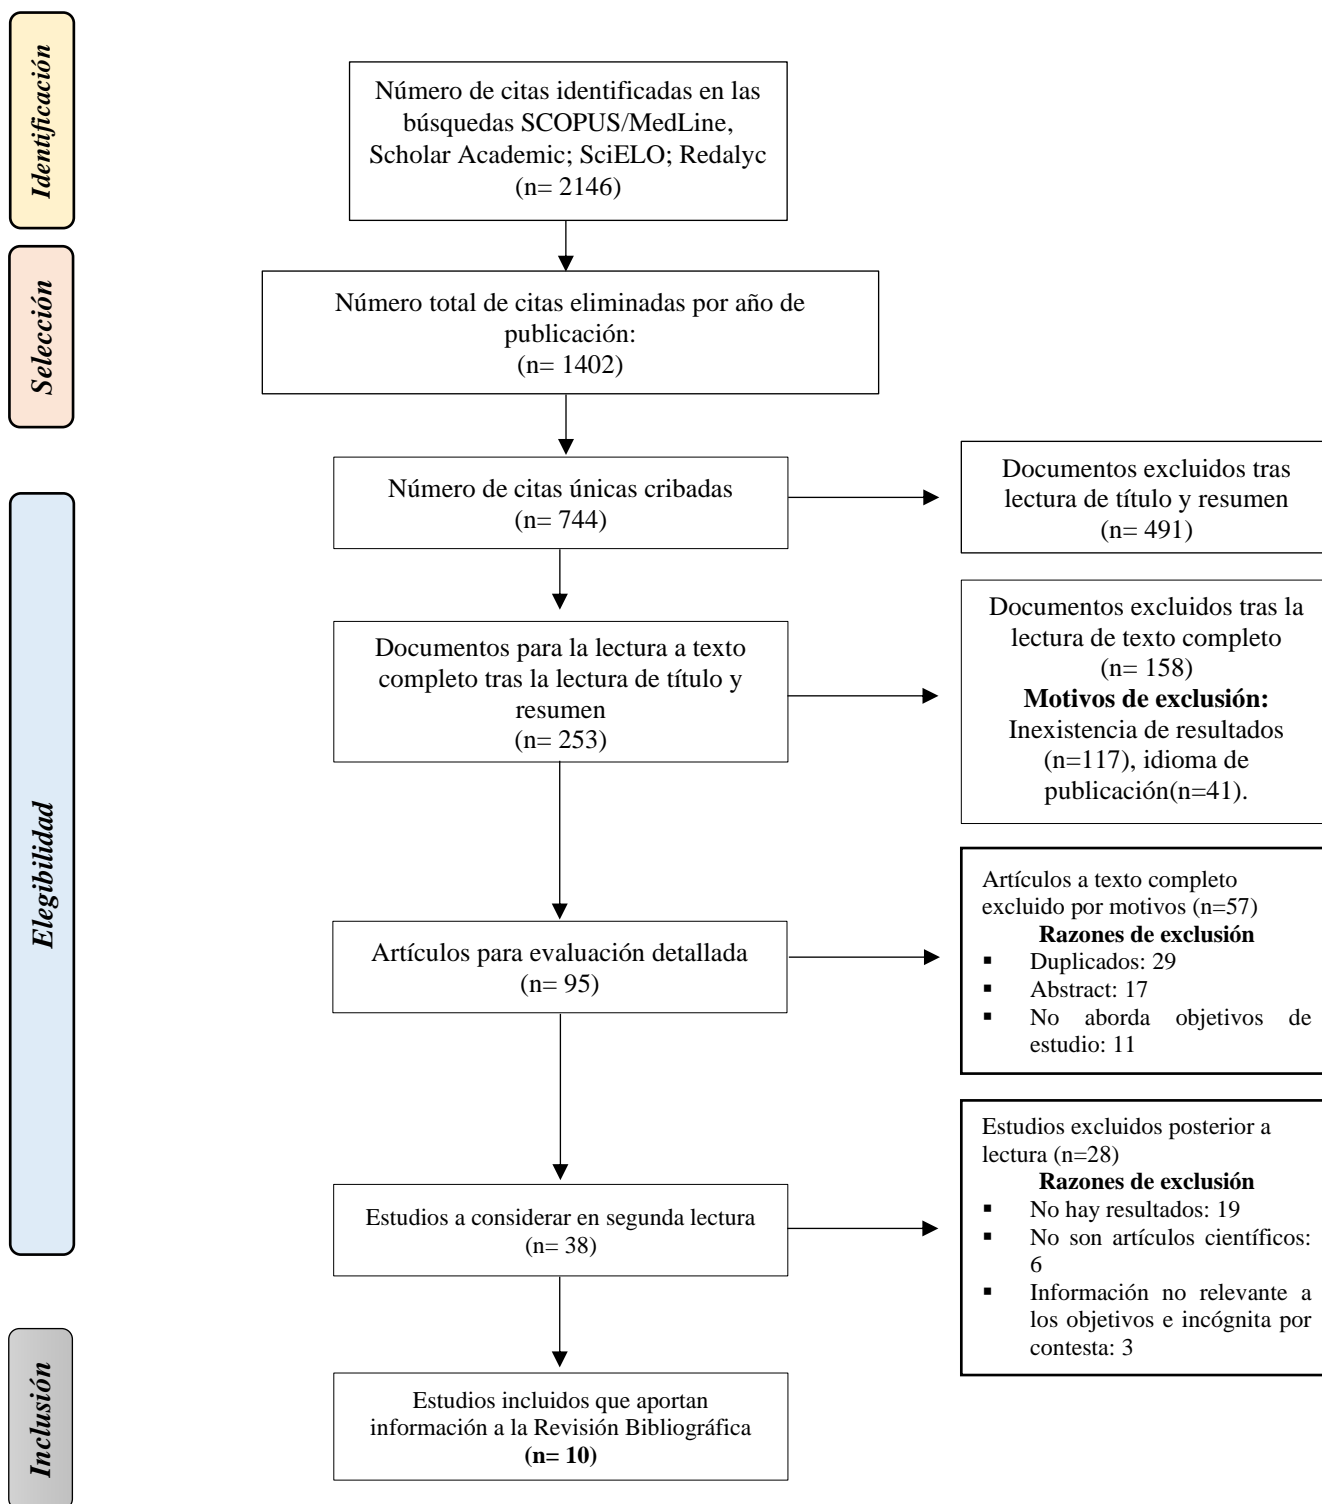 Identificación
Número de citas identificadas en las
búsquedas SCOPUS/MedLine,
Scholar Academic; SciELO; Redalyc
(n= 2146)
Selección
Número total de citas eliminadas por año de
publicación:
(n= 1402)
Elegibilidad
Número de citas únicas cribadas
(n= 744)
Documentos excluidos tras
lectura de título y resumen
(n= 491)
Documentos para la lectura a texto
completo tras la lectura de título y
resumen
(n= 253)
Documentos excluidos tras la
lectura de texto completo
(n= 158)
Motivos de exclusión:
Inexistencia de resultados
(n=117), idioma de
publicación(n=41).
Artículos para evaluación detallada
(n= 95)
Artículos a texto completo
excluido por motivos (n=57)
Razones de exclusión
▪ Duplicados: 29
▪ Abstract: 17
▪ No aborda objetivos de
estudio: 11
Estudios a considerar en segunda lectura
(n= 38)
Estudios excluidos posterior a
lectura (n=28)
Razones de exclusión
▪ No hay resultados: 19
▪ No son artículos científicos:
6
▪ Información no relevante a
los objetivos e incógnita por
contesta: 3
Inclusión
Estudios incluidos que aportan
información a la Revisión Bibliográfica
(n= 10)